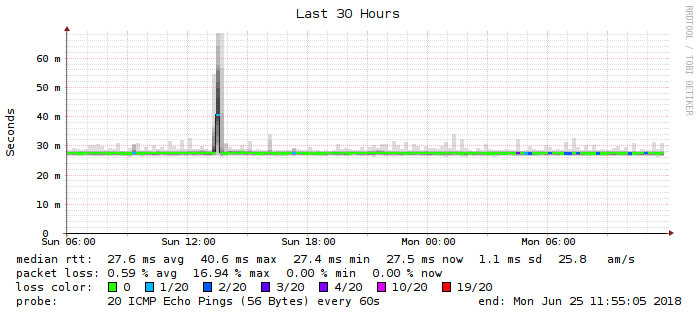 Last 30 Hours
RRDTOOL / TOBI OETIKER
Seconds
60 m
50 m
40 m
30 m
20 m
10 m
0
Sun 06:00 Sun 12:00 Sun 18:00 Mon 00:00 Mon 06:00
median rtt: 27.6 ms avg 40.6 ms max 27.4 ms min 27.5 ms now 1.1 ms sd 25.8 am/s
packet loss: 0.59 % avg 16.94 % max 0.00 % min 0.00 % now
loss color: 0 1/20 2/20 3/20 4/20 10/20 19/20
probe: 20 ICMP Echo Pings (56 Bytes) every 60s end: Mon Jun 25 11:55:05 2018